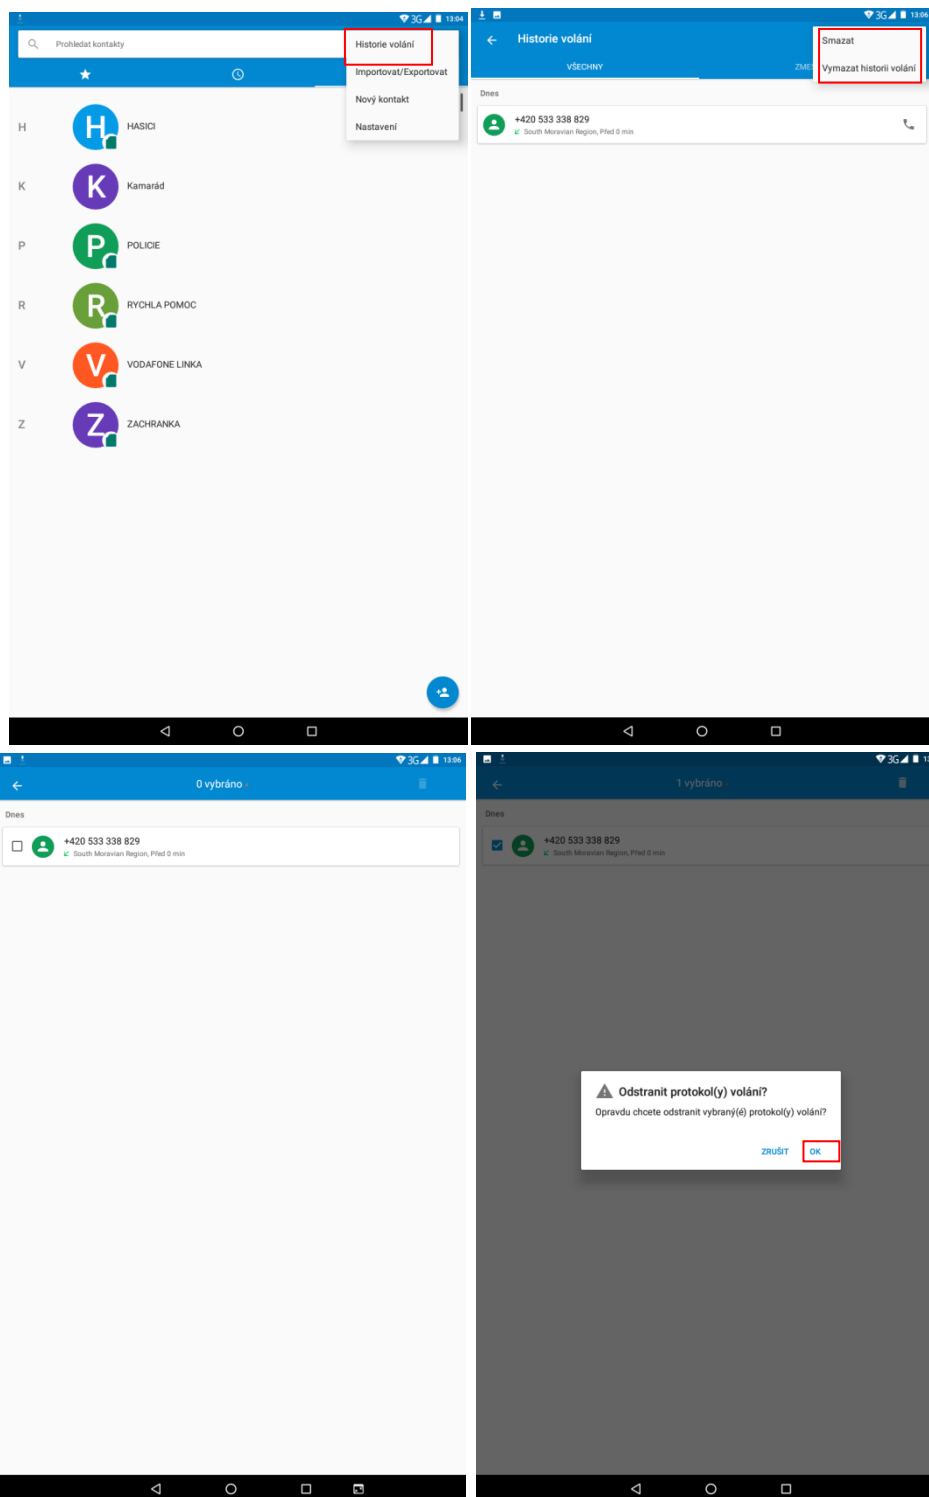 3G 13:04
Prohledat kontakty
Historie volání
Importovat/Exportovat
Nový kontakt
Nastavení
H H HASICI
K K Kamarád
P P POLICIE
R R RYCHLA POMOC
V V VODAFONE LINKA
Z Z ZACHRANKA
3G 13:06
Historie volání
Smazat
VŠECHNY ZME
Vymazat historii volání
Dnes
+420 533 338 829
South Moravian Region, Před 0 min
3G 13:06
0 vybráno
Dnes
+420 533 338 829
South Moravian Region, Před 0 min
3G 13
1 vybráno
Dnes
+420 533 338 829
South Moravian Region, Před 0 min
Odstranit protokol(y) volání?
Opravdu chcete odstranit vybraný(é) protokol(y) volání?
ZRUŠIT OK